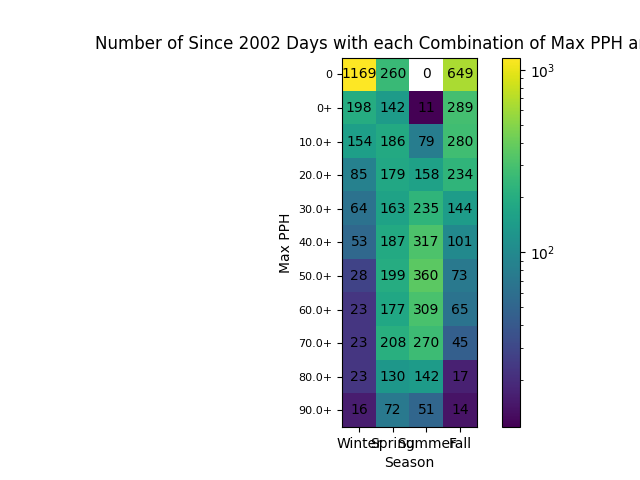 Number of Since 2002 Days with each Combination of Max PPH
0 1169 260 0 649
0+ 198 142 11 289
10.0+ 154 186 79 280
20.0+ 85 179 158 234
30.0+ 64 163 235 144
40.0+ 53 187 317 101
50.0+ 28 199 360 73
60.0+ 23 177 309 65
70.0+ 23 208 270 45
80.0+ 23 130 142 17
90.0+ 16 72 51 14
Max PPH
Winter Spring Summer Fall
Season
10³
10²